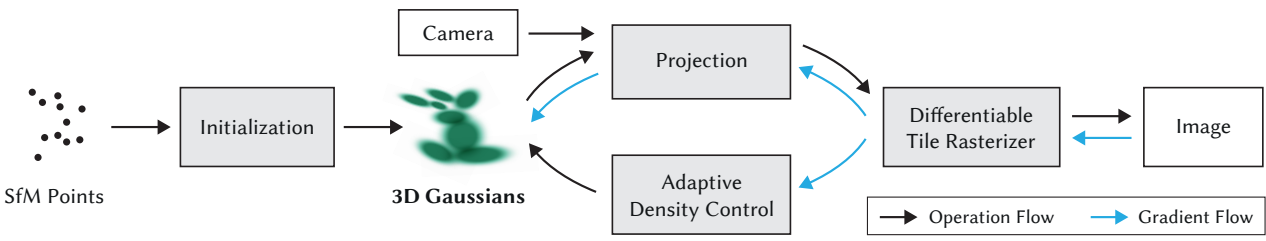 Camera
Projection
Initialization
Differentiable
Tile Rasterizer
Image
SfM Points
3D Gaussians
Adaptive
Density Control
Operation Flow
Gradient Flow